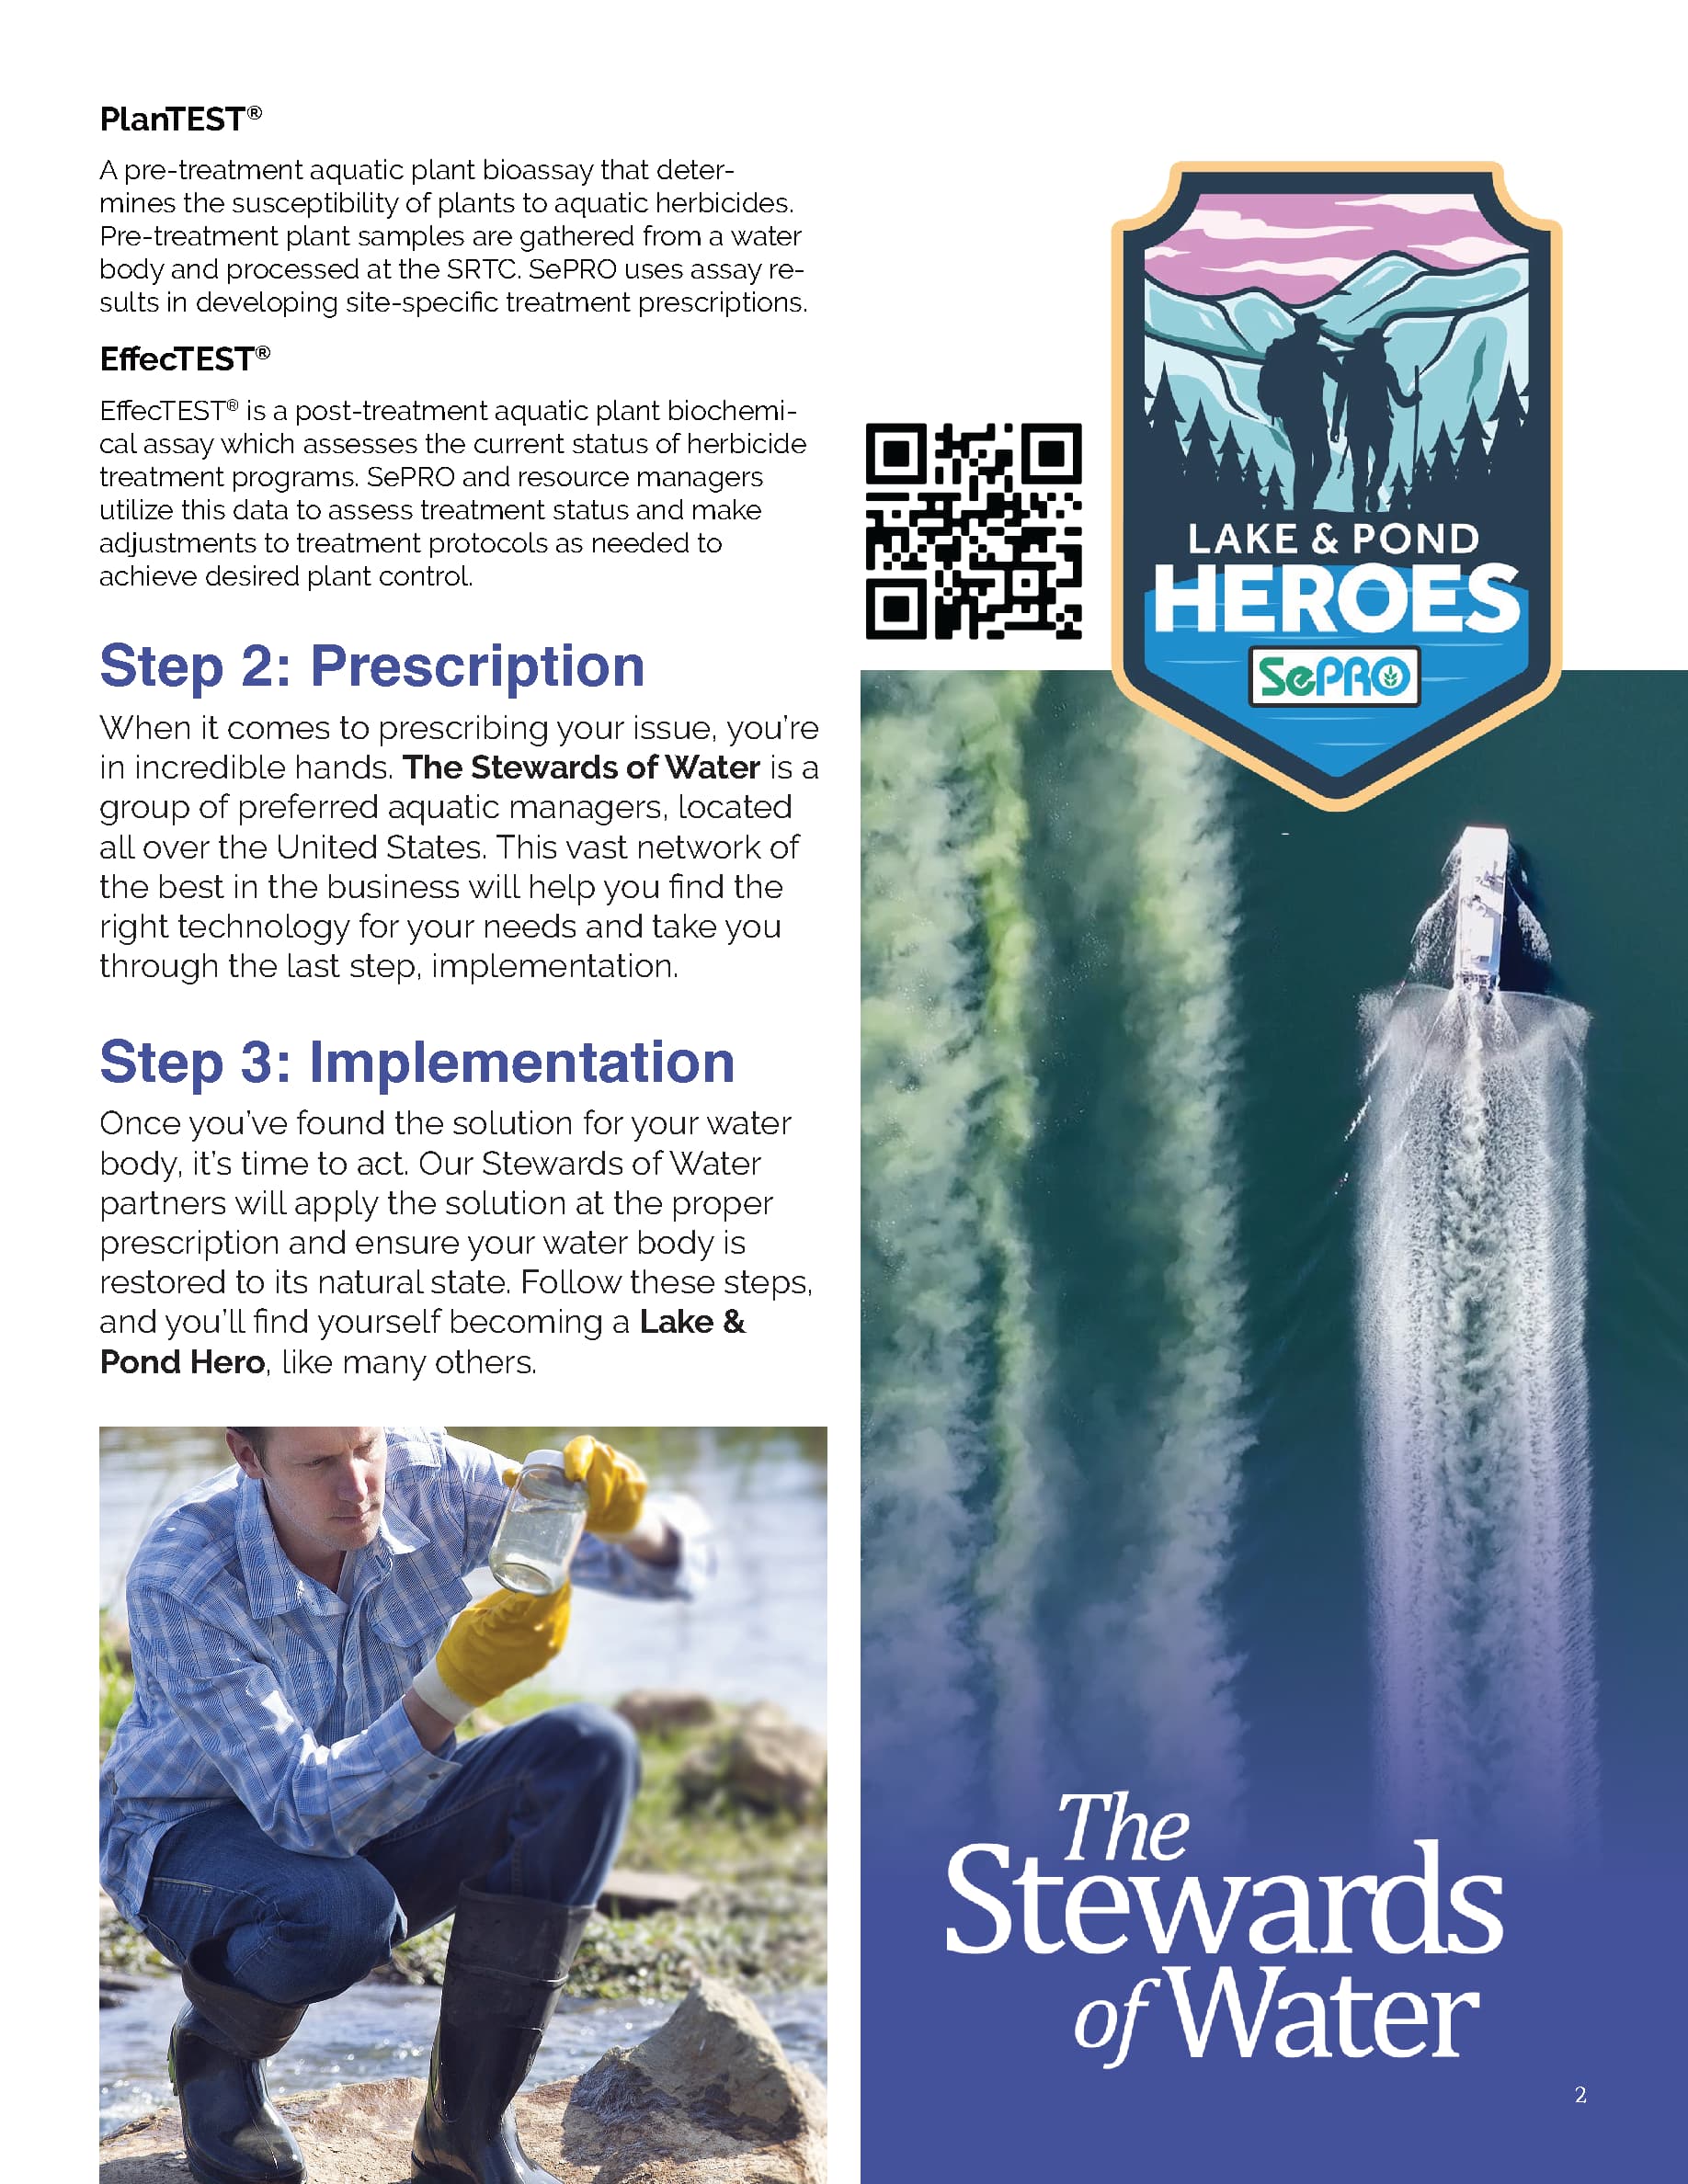 PlanTEST®
A pre-treatment aquatic plant bioassay that deter-
mines the susceptibility of plants to aquatic herbicides.
Pre-treatment plant samples are gathered from a water
body and processed at the SRTC. SePRO uses assay re-
sults in developing site-specific treatment prescriptions.
EffecTEST®
EffecTEST® is a post-treatment aquatic plant biochemi-
cal assay which assesses the current status of herbicide
treatment programs. SePRO and resource managers
utilize this data to assess treatment status and make
adjustments to treatment protocols as needed to
achieve desired plant control.
Step 2: Prescription
When it comes to prescribing your issue, you're
in incredible hands. The Stewards of Water is a
group of preferred aquatic managers, located
all over the United States. This vast network of
the best in the business will help you find the
right technology for your needs and take you
through the last step, implementation.
Step 3: Implementation
Once you've found the solution for your water
body, it's time to act. Our Stewards of Water
partners will apply the solution at the proper
prescription and ensure your water body is
restored to its natural state. Follow these steps,
and you'll find yourself becoming a Lake &
Pond Hero, like many others.
LAKE & POND
HEROES
SePRO
The
Stewards
of Water
2